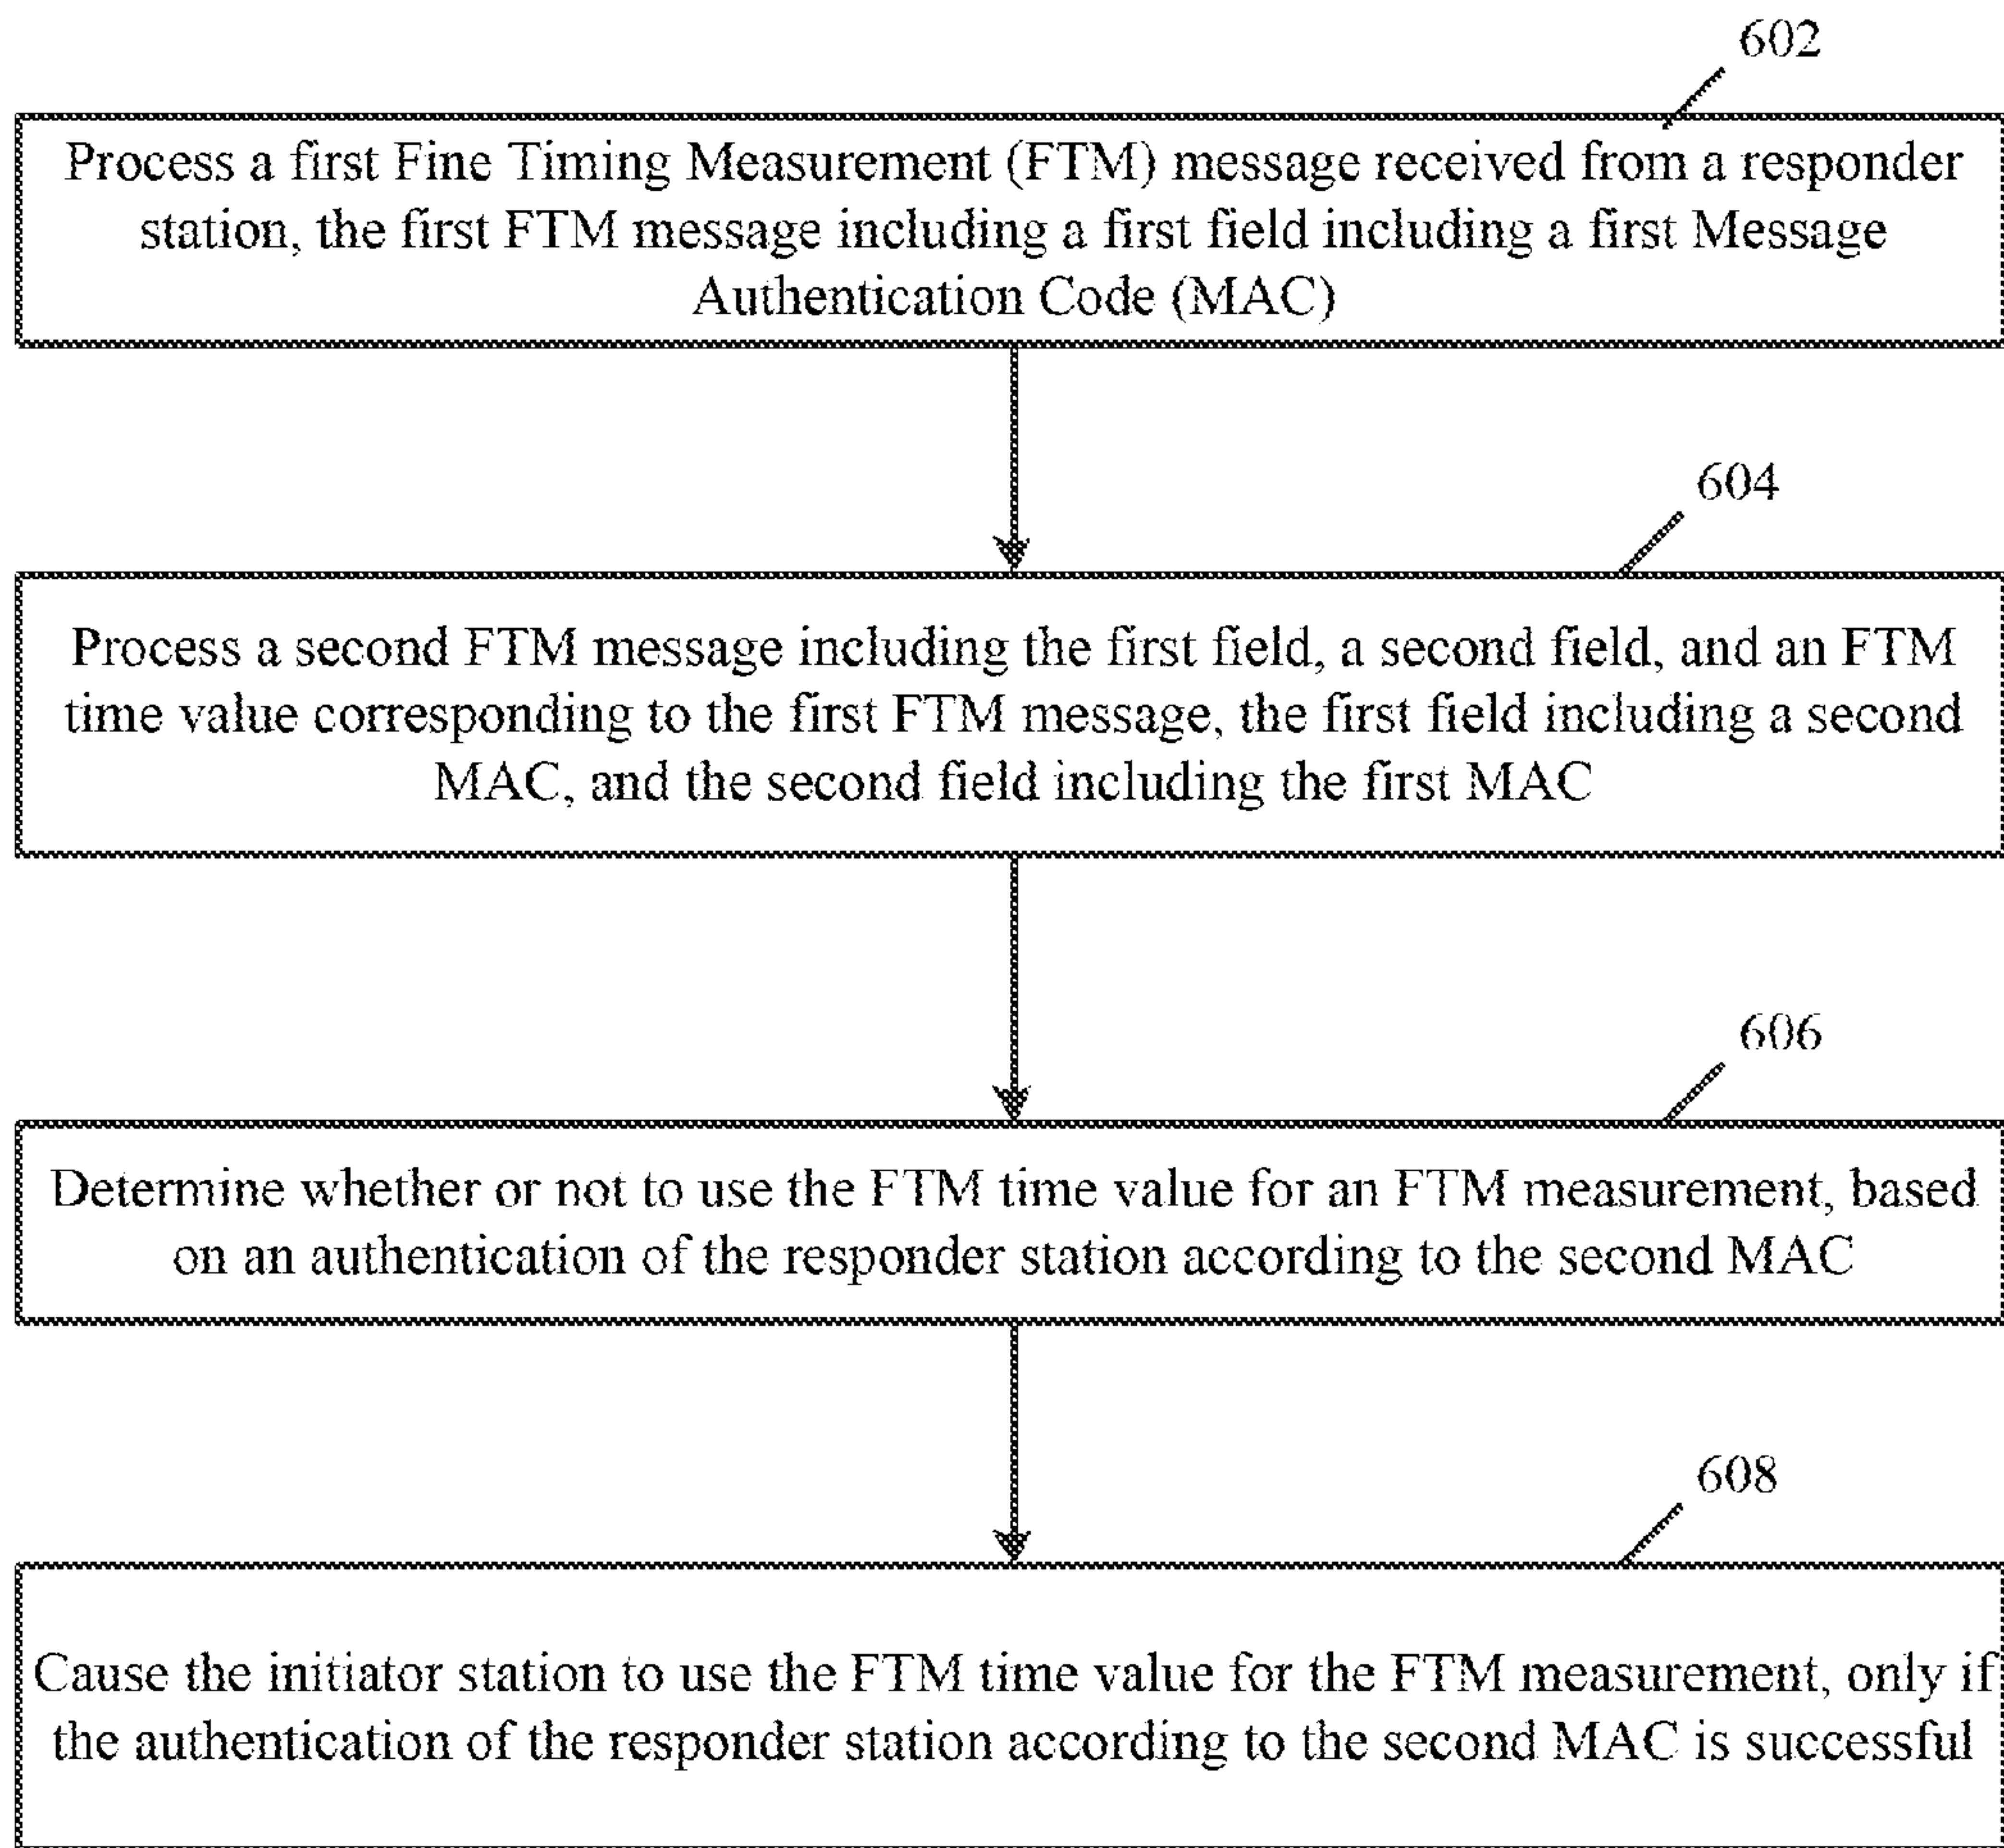 602
Process a first Fine Timing Measurement (FTM) message received from a responder
station, the first FTM message including a first field including a first Message
Authentication Code (MAC)
604
Process a second FTM message including the first field, a second field, and an FTM
time value corresponding to the first FTM message, the first field including a second
MAC, and the second field including the first MAC
606
Determine whether or not to use the FTM time value for an FTM measurement, based
on an authentication of the responder station according to the second MAC
608
Cause the initiator station to use the FTM time value for the FTM measurement, only if
the authentication of the responder station according to the second MAC is successful